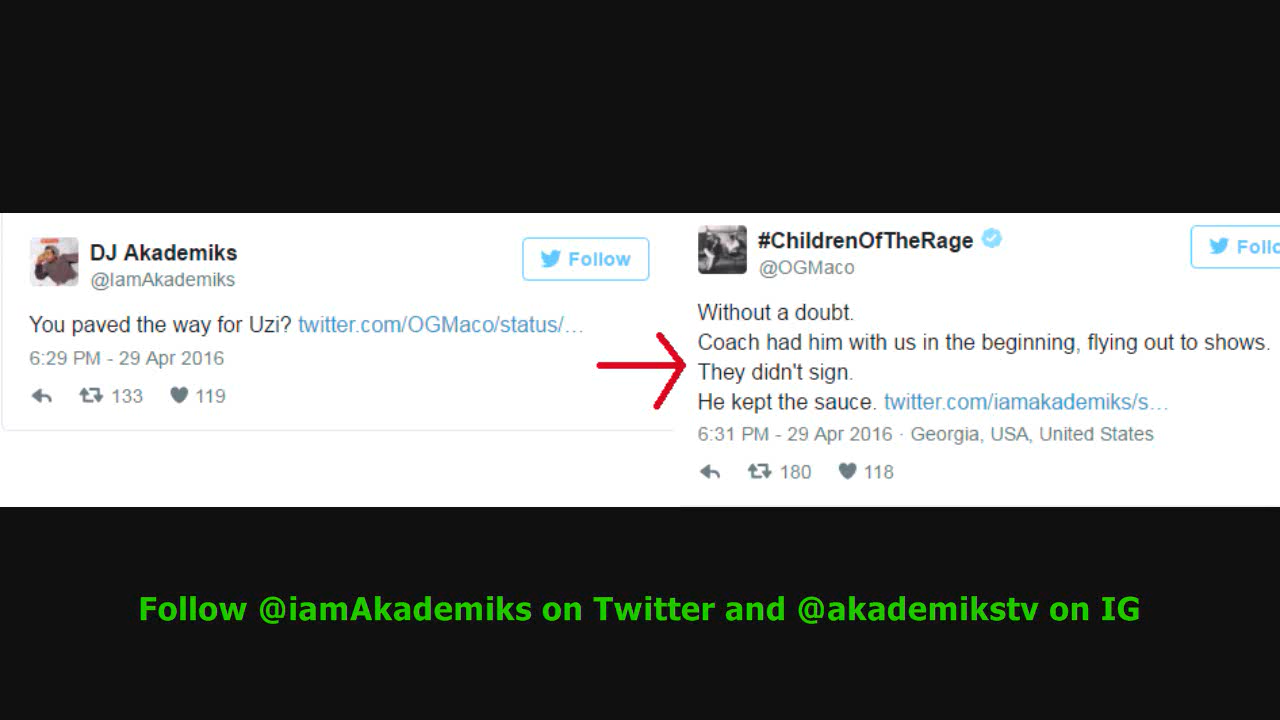 DJ Akademiks
@IamAkademiks
Follow
You paved the way for Uzi? twitter.com/OGMaco/status/…
6:29 PM - 29 Apr 2016
133 119
#ChildrenOfTheRage
@OGMaco
Follo
Without a doubt.
Coach had him with us in the beginning, flying out to shows.
They didn't sign.
He kept the sauce. twitter.com/iamakademiks/s…
6:31 PM - 29 Apr 2016 · Georgia, USA, United States
180 118
Follow @iamAkademiks on Twitter and @akademikstv on IG